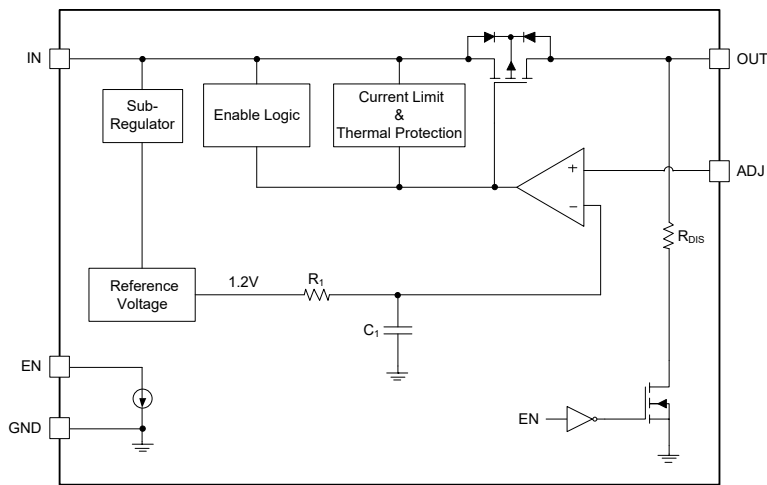 IN
OUT
Sub-
Regulator
Enable Logic
Current Limit
&
Thermal Protection
+
−
ADJ
RDIS
Reference
Voltage
1.2V
R1
C1
EN
GND
EN